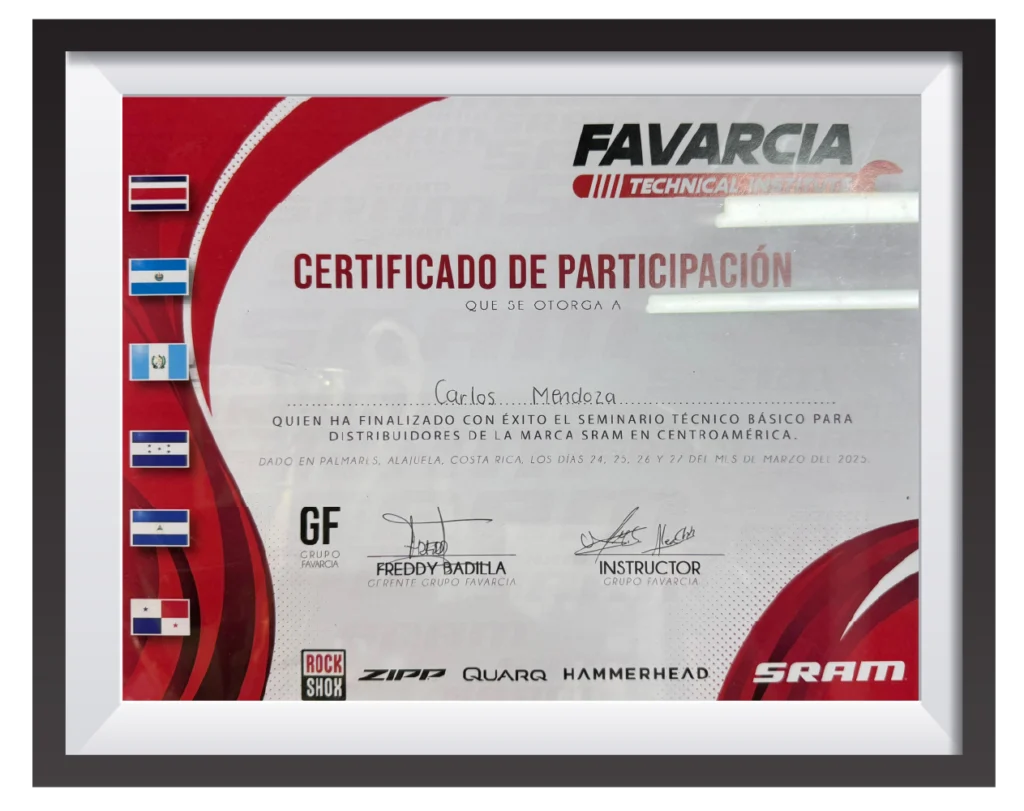 FAVARCIA
TECHNICAL INSTITUTE
CERTIFICADO DE PARTICIPACIÓN
QUE SE OTORGA A
Carlos Mendoza
QUIEN HA FINALIZADO CON ÉXITO EL SEMINARIO TÉCNICO BÁSICO PARA
DISTRIBUIDORES DE LA MARCA SRAM EN CENTROAMÉRICA.
DADO EN PALMARES, ALAJUELA, COSTA RICA, LOS DÍAS 24, 25, 26 Y 27 DEL MES DE MARZO DEL 2025.
GF
GRUPO
FAVARCIA
FREDDY BADILLA
GERENTE GRUPO FAVARCIA
INSTRUCTOR
GRUPO FAVARCIA
ROCK
SHOX
ZIPP
QUARQ
HAMMERHEAD
SRAM